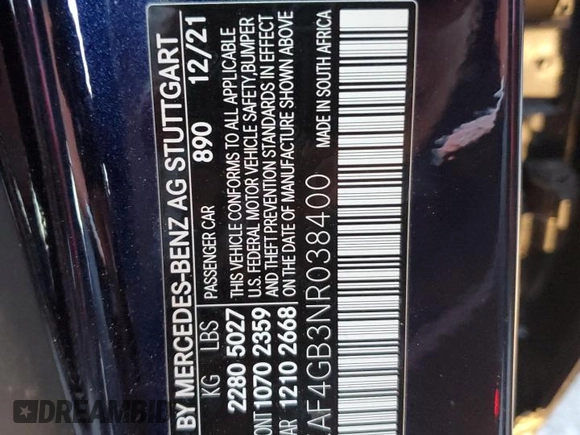 BY MERCEDES-BENZ AG STUTTGART
PASSENGER CAR 890 12/21
KG LBS
2280 5027
1070 2359
1210 2668
THIS VEHICLE CONFORMS TO ALL APPLICABLE
U.S. FEDERAL MOTOR VEHICLE SAFETY,BUMPER
AND THEFT PREVENTION STANDARDS IN EFFECT
ON THE DATE OF MANUFACTURE SHOWN ABOVE
AF4GB3NR038400
MADE IN SOUTH AFRICA
DREAMBID